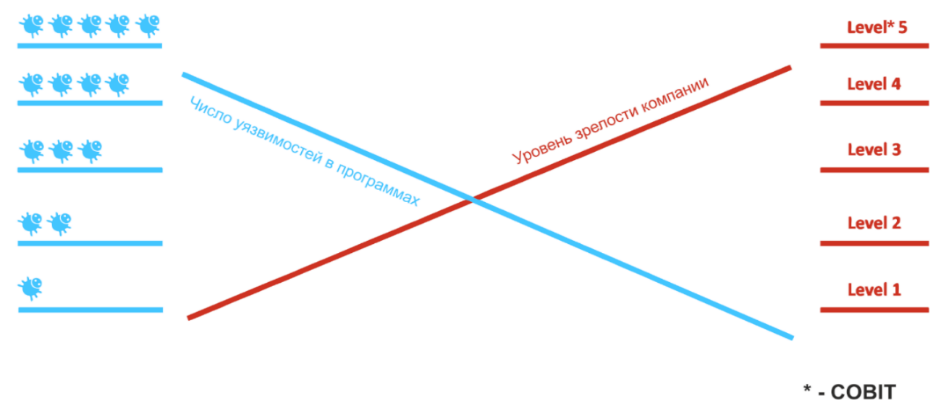 Level* 5
Level 4
Level 3
Level 2
Level 1
Число уязвимостей в программах
Уровень зрелости компании
* - COBIT